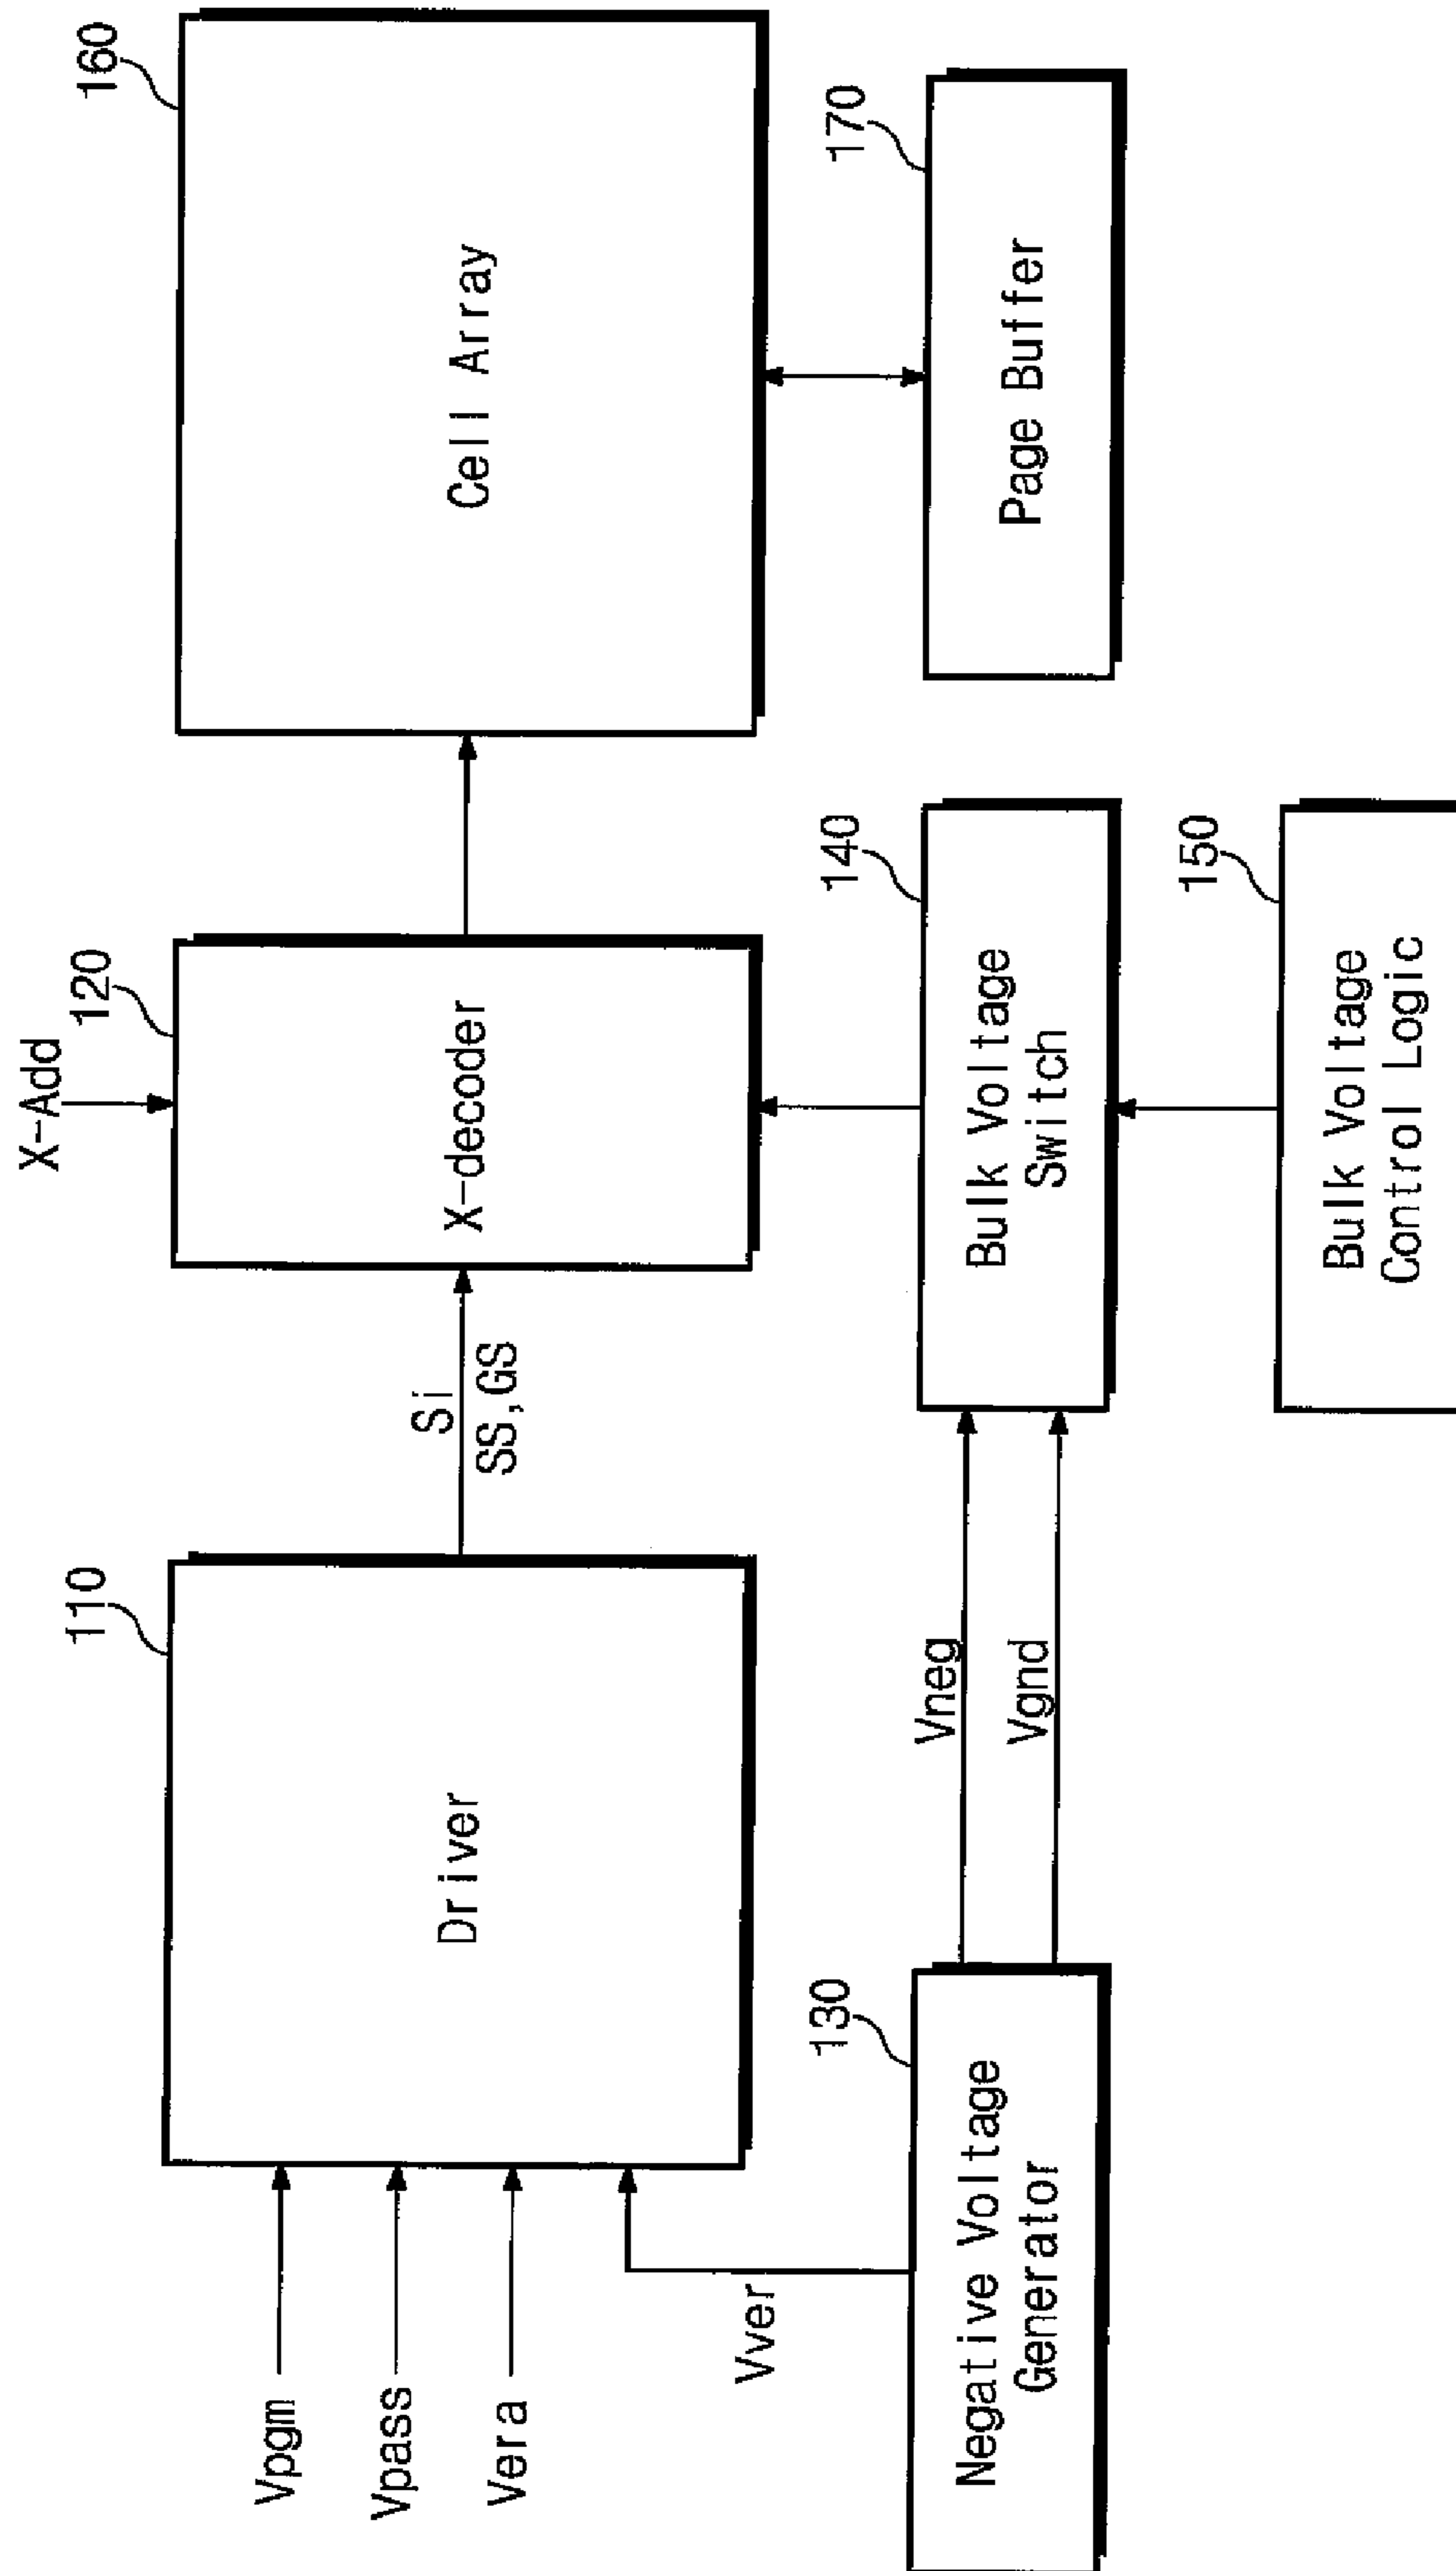 X-Add
110
120
160
Vpgm
Vpass
Vera
Driver
Si
SS,GS
X-decoder
Cell Array
Vver
130
140
170
Negative Voltage
Generator
Vneg
Vgnd
Bulk Voltage
Switch
Page Buffer
150
Bulk Voltage
Control Logic